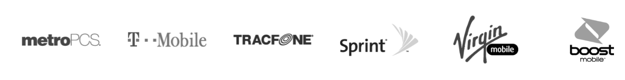 metroPCS.
T··Mobile
TRACFONE
Sprint
Virgin
mobile
boost
mobile